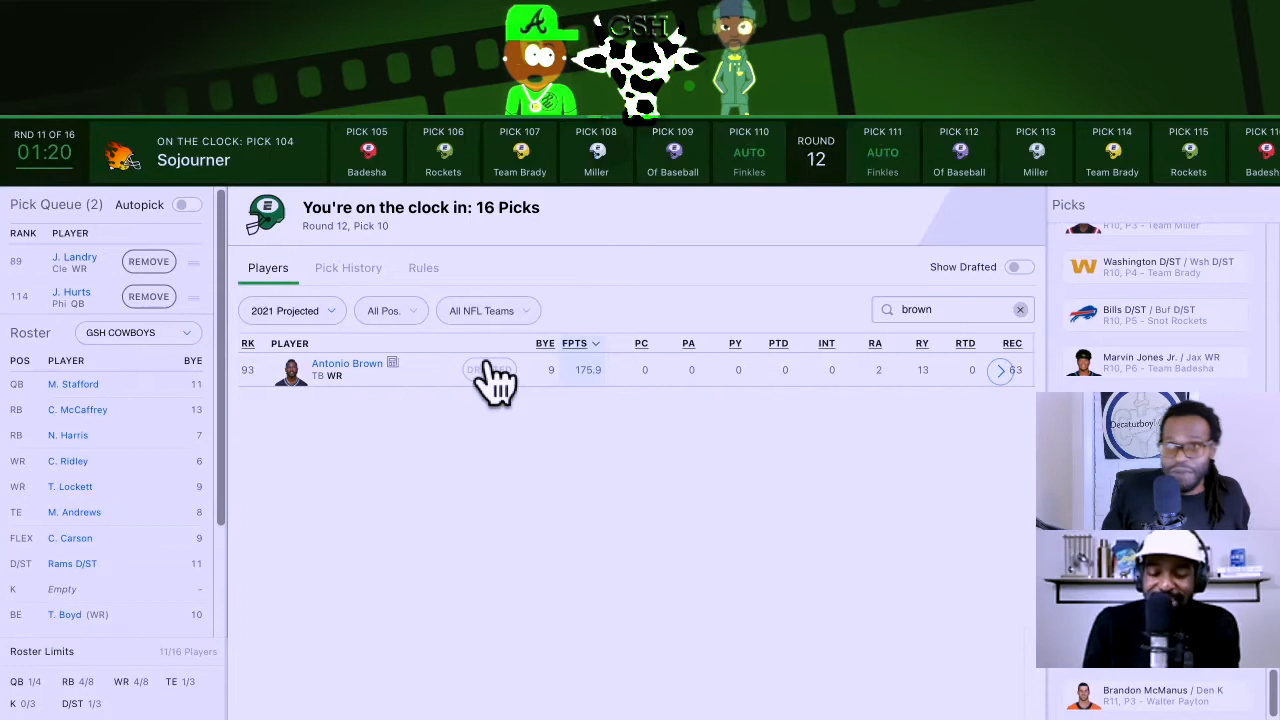 GSH
A
RND 11 OF 16
01:20
ON THE CLOCK: PICK 104
Sojourner
PICK 105
Badesha
PICK 106
Rockets
PICK 107
Team Brady
PICK 108
Miller
PICK 109
Of Baseball
PICK 110
AUTO
Finkles
ROUND
12
PICK 111
AUTO
Finkles
PICK 112
Of Baseball
PICK 113
Miller
PICK 114
Team Brady
PICK 115
Rockets
PICK 11
Badesh
Pick Queue (2)
Autopick
RANK PLAYER
89 J. Landry REMOVE
Cle WR
114 J. Hurts REMOVE
Phi QB
Roster GSH COWBOYS
POS PLAYER BYE
QB M. Stafford 11
RB C. McCaffrey 13
RB N. Harris 7
WR C. Ridley 6
WR T. Lockett 9
TE M. Andrews 8
FLEX C. Carson 9
D/ST Rams D/ST 11
K Empty -
BE T. Boyd (WR) 10
Roster Limits 11/16 Players
QB 1/4 RB 4/8 WR 4/8 TE 1/3
K 0/3 D/ST 1/3
E
You're on the clock in: 16 Picks
Round 12, Pick 10
Players Pick History Rules
Show Drafted
2021 Projected All Pos. All NFL Teams
brown
RK PLAYER BYE FPTS PC PA PY PTD INT RA RY RTD REC
93 Antonio Brown 9 175.9 0 0 0 0 0 2 13 0 63
TB WR
Picks
R10, P3 - Team Miller
Washington D/ST / Wsh D/ST
R10, P4 - Team Brady
Bills D/ST / Buf D/ST
R10, P5 - Snot Rockets
Marvin Jones Jr. / Jax WR
R10, P6 - Team Badesha
Brandon McManus / Den K
R11, P3 - Walter Payton